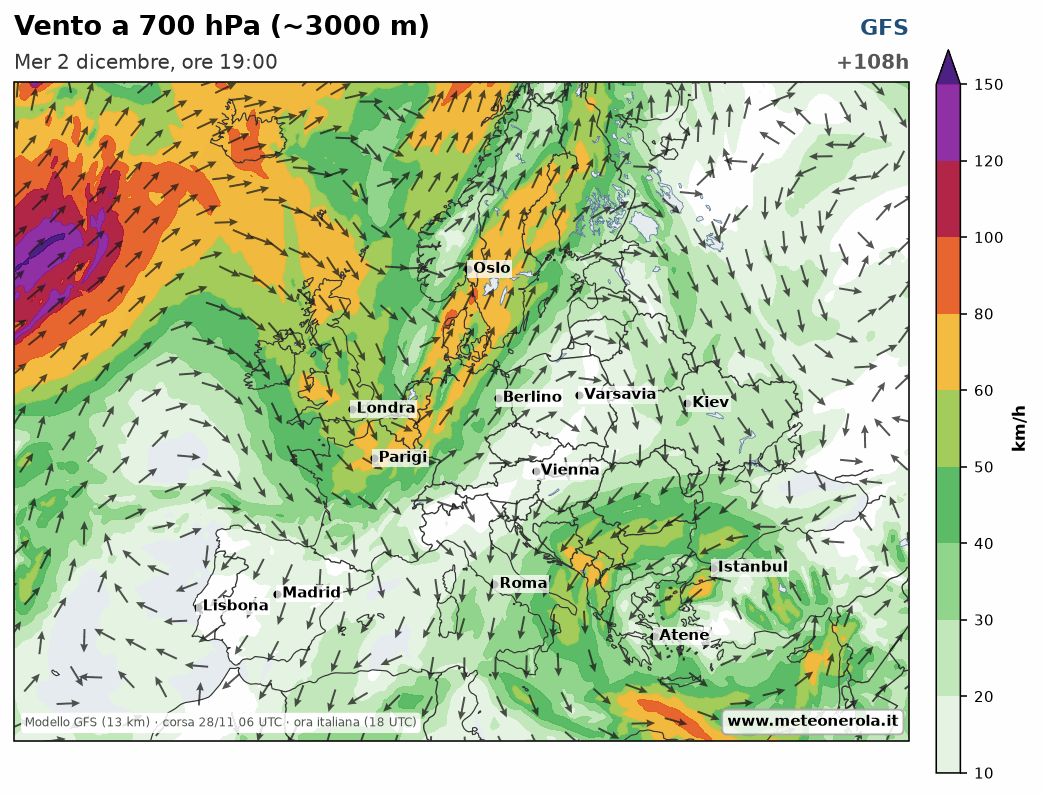 Vento a 700 hPa (~3000 m)
GFS
Mer 2 dicembre, ore 19:00
+108h
150
120
100
80
60
50
40
30
20
10
km/h
Oslo
Londra
Berlino
Varsavia
Kiev
Parigi
Vienna
Istanbul
Roma
Madrid
Lisbona
Atene
Modello GFS (13 km) · corsa 28/11 06 UTC · ora italiana (18 UTC)
www.meteonerola.it